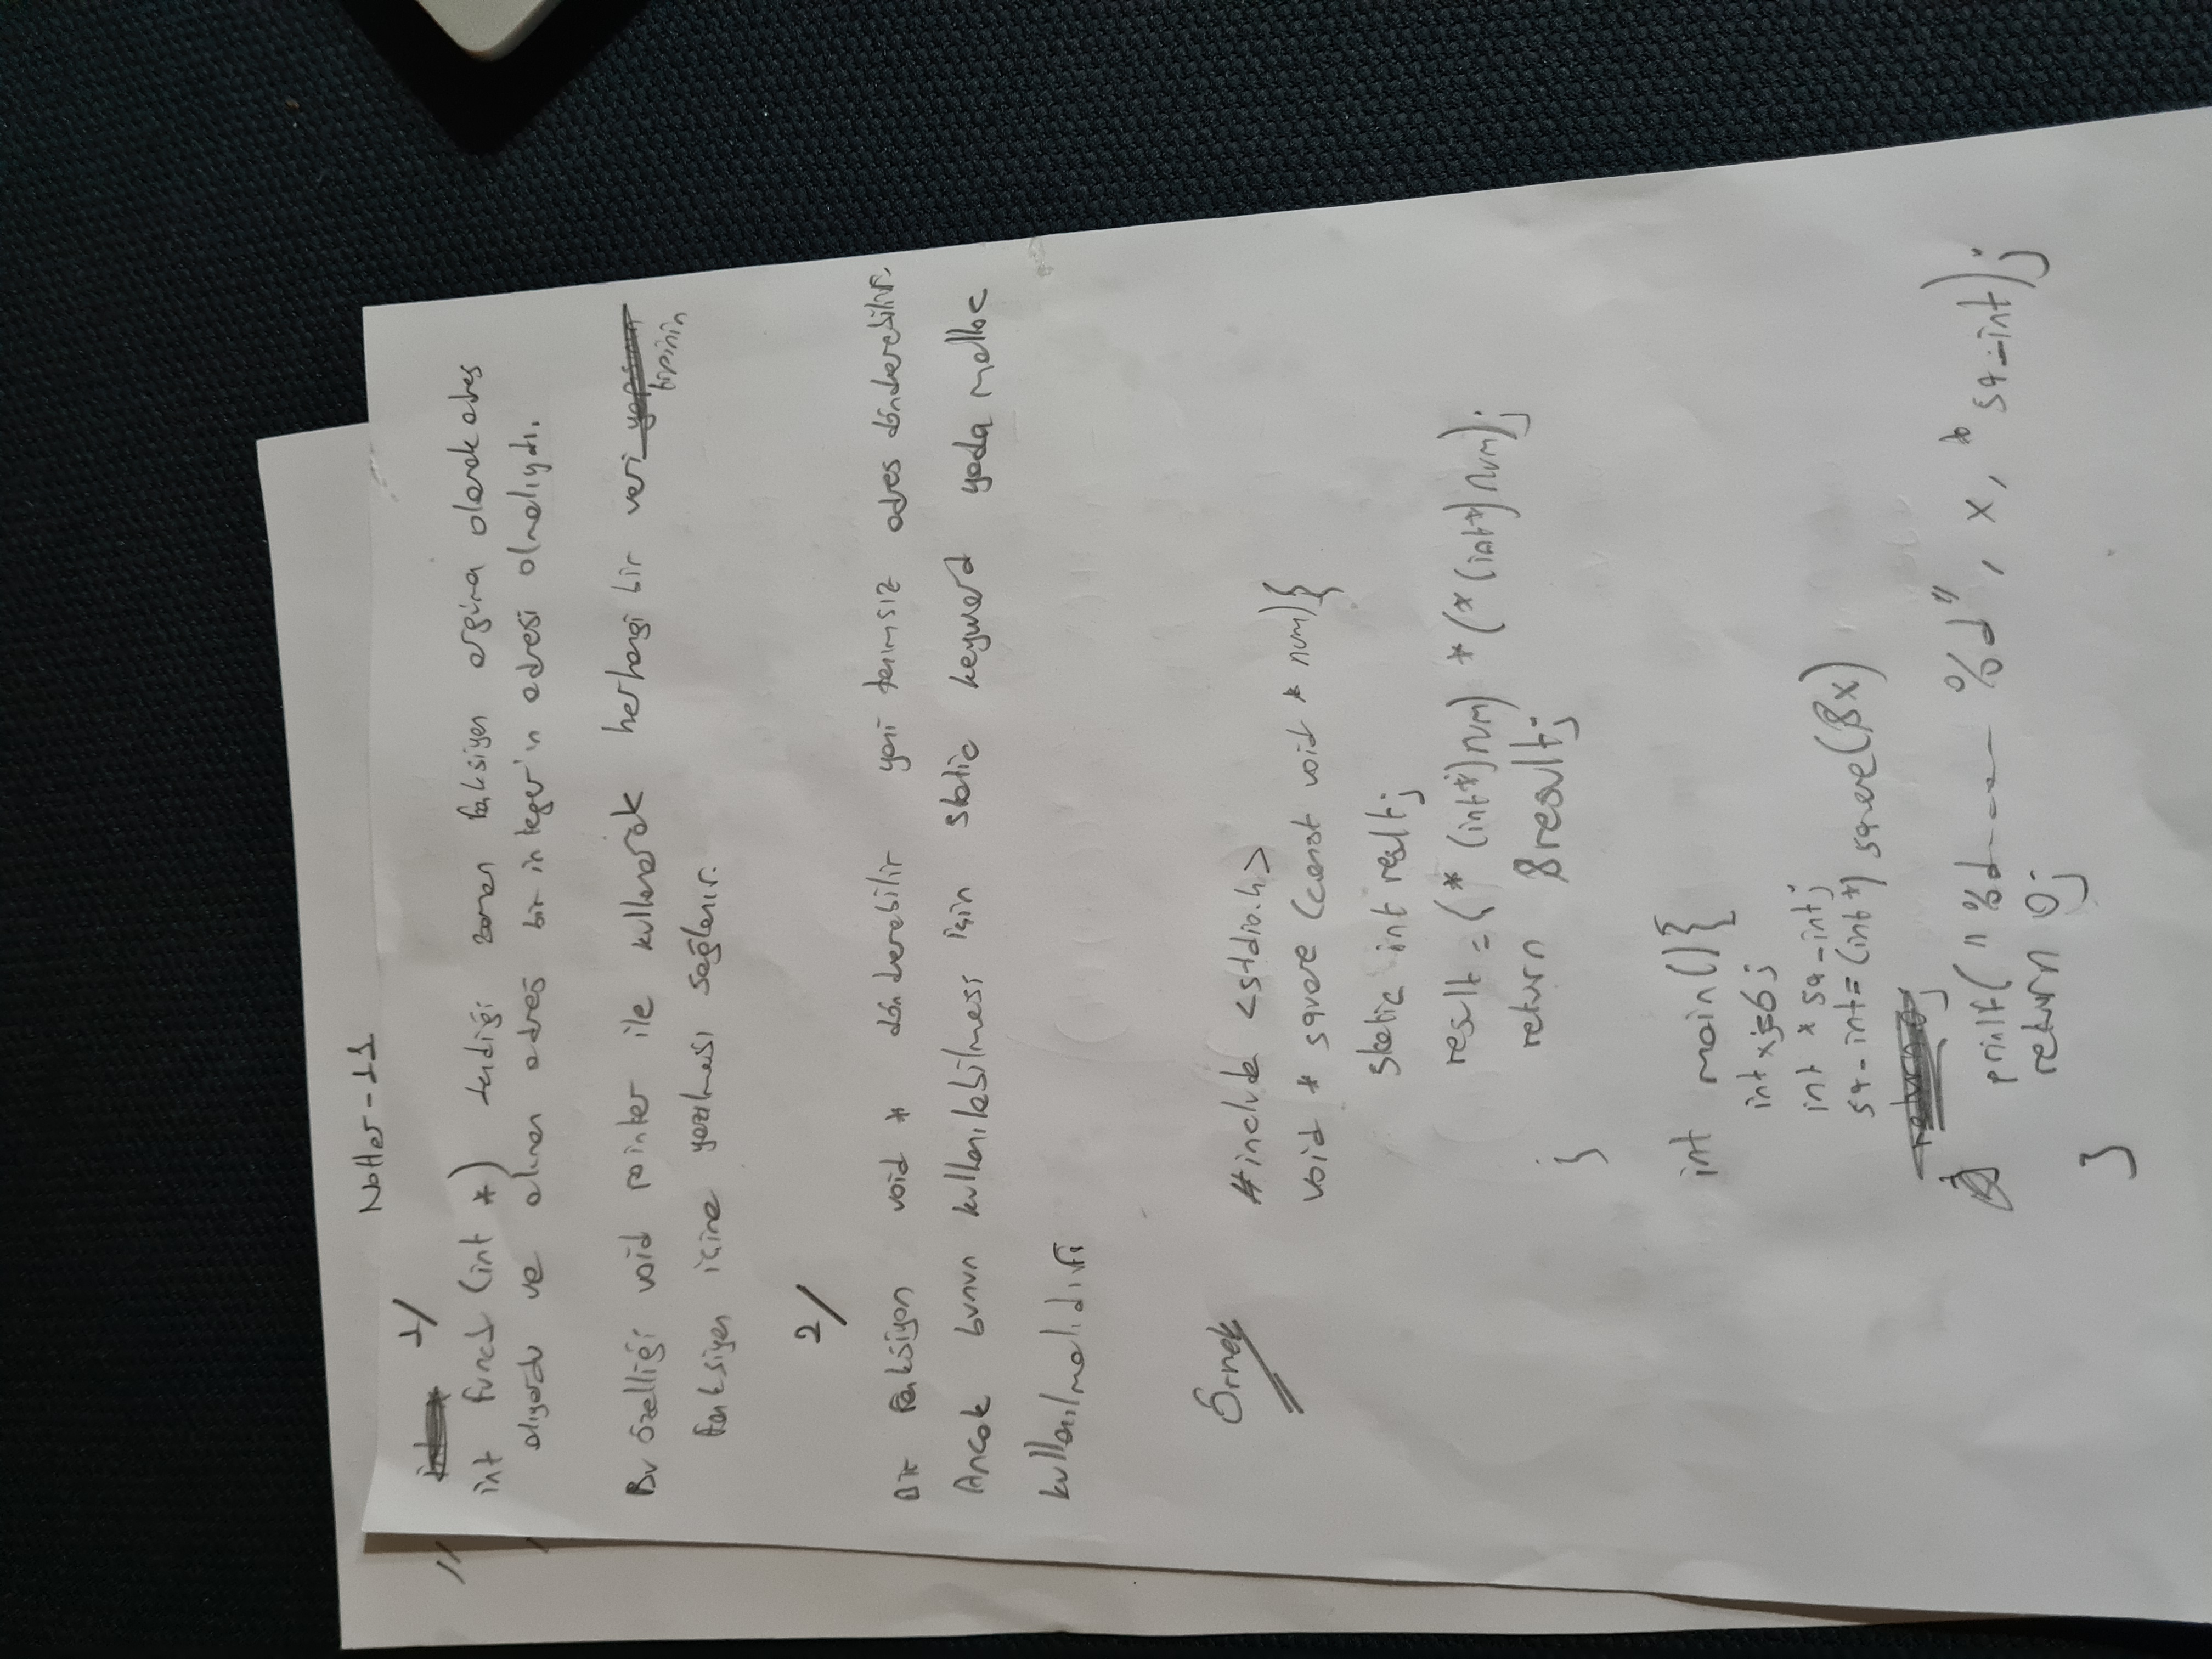 Notlar-11
1/
int func1 (int *) dendiği zaman fonksiyon argüman olarak adres
alıyordu ve alınan adres bir integer'ın adresi olmalıydı.
Bu özelliği void pointer ile kullanarak herhangi bir veri tipinin
fonksiyon içine yazılması sağlanır.
2/
Bir fonksiyon void * dönderebilir yani tanımsız adres dönderebilir.
Ancak bunun kullanılabilmesi için static keyword yada malloc
kullanılmalıdır.
Örnek
#include <stdio.h>
void * square (const void * num){
static int result;
result = (* (int*)num) * (* (int*) num);
return &result;
}
int main(){
int x=6;
int * sq_int;
sq_int = (int*) square(&x)
printf("%d---- %d", x, *sq_int);
return 0;
}